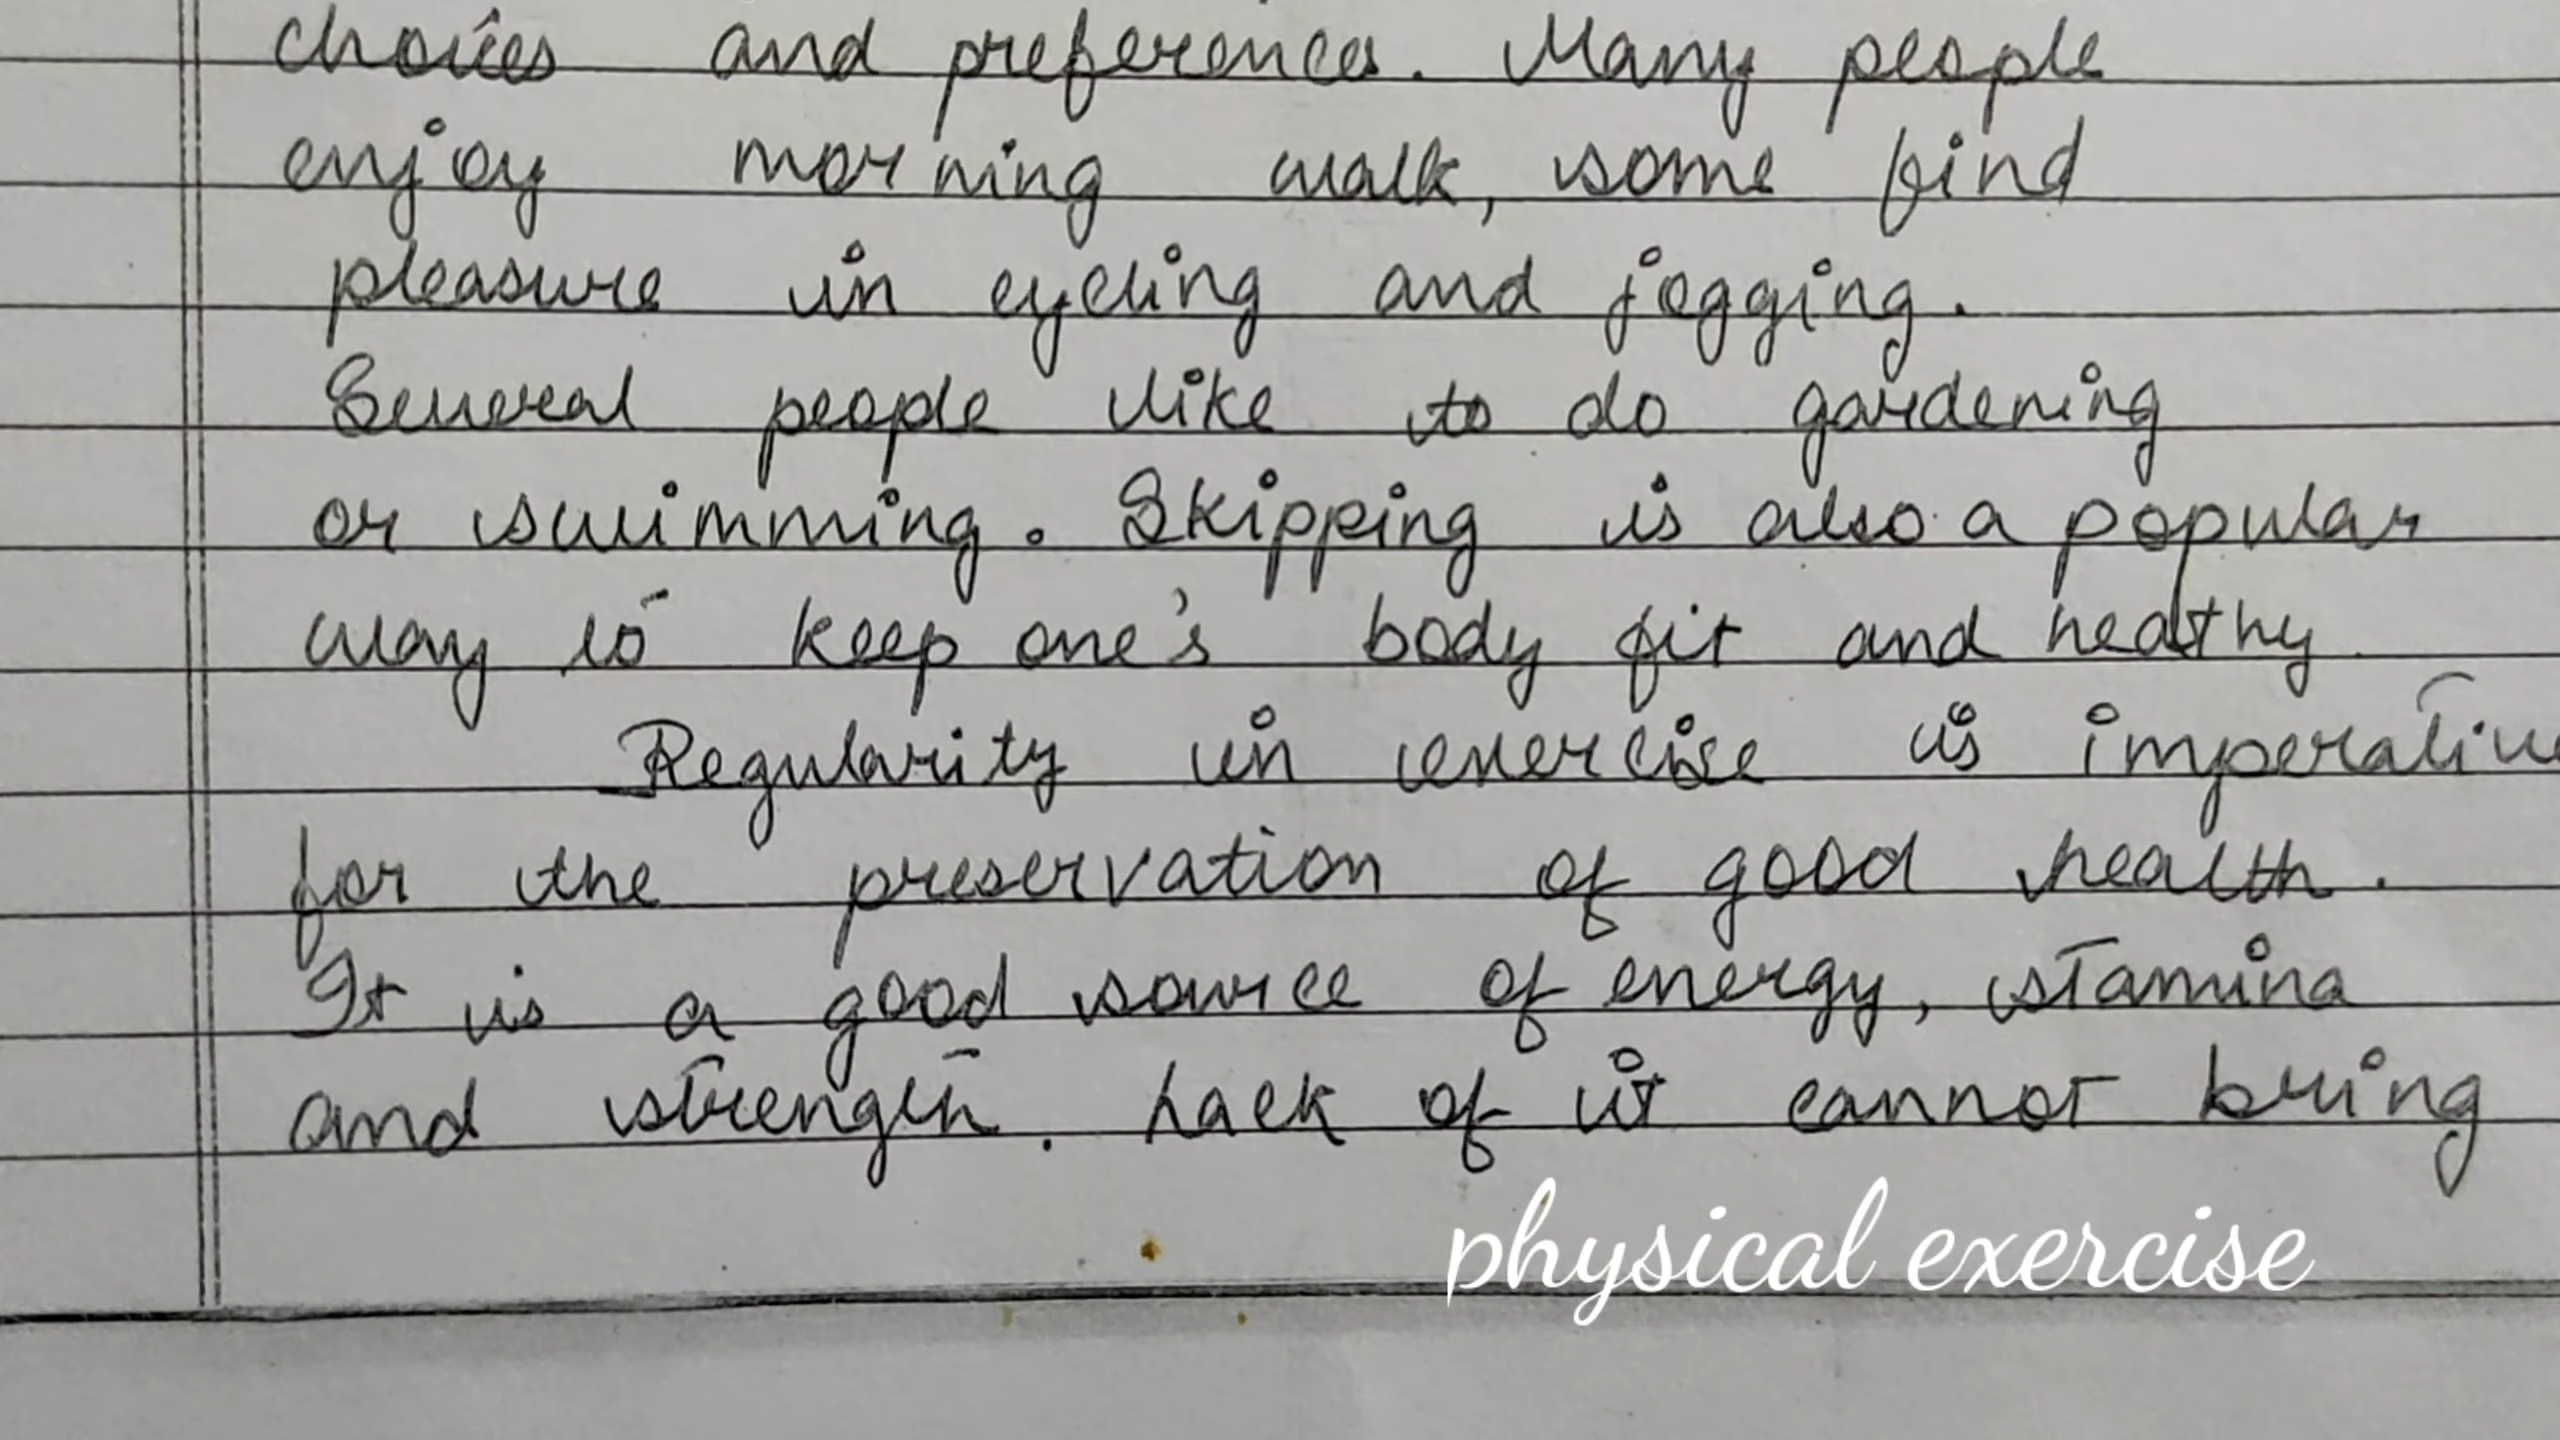 choices and preferences. Many people
enjoy morning walk, some find
pleasure in cycling and jogging.
Several people like to do gardening
or swimming. Skipping is also a popular
way to keep one's body fit and healthy.
Regularity in exercise is imperative
for the preservation of good health.
It is a good source of energy, stamina
and strength. Lack of it cannot bring
physical exercise